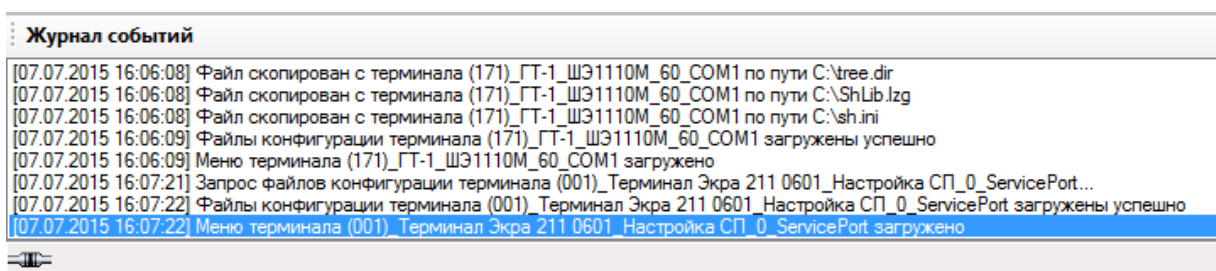 Журнал событий
[07.07.2015 16:06:08] Файл скопирован с терминала (171)_ГТ-1_ШЭ1110М_60_COM1 по пути C:\tree.dir
[07.07.2015 16:06:08] Файл скопирован с терминала (171)_ГТ-1_ШЭ1110М_60_COM1 по пути C:\ShLib.lzg
[07.07.2015 16:06:08] Файл скопирован с терминала (171)_ГТ-1_ШЭ1110М_60_COM1 по пути C:\sh.ini
[07.07.2015 16:06:09] Файлы конфигурации терминала (171)_ГТ-1_ШЭ1110М_60_COM1 загружены успешно
[07.07.2015 16:06:09] Меню терминала (171)_ГТ-1_ШЭ1110М_60_COM1 загружено
[07.07.2015 16:07:21] Запрос файлов конфигурации терминала (001)_Терминал Экра 211 0601_Настройка СП_0_ServicePort...
[07.07.2015 16:07:22] Файлы конфигурации терминала (001)_Терминал Экра 211 0601_Настройка СП_0_ServicePort загружены успешно
[07.07.2015 16:07:22] Меню терминала (001)_Терминал Экра 211 0601_Настройка СП_0_ServicePort загружено